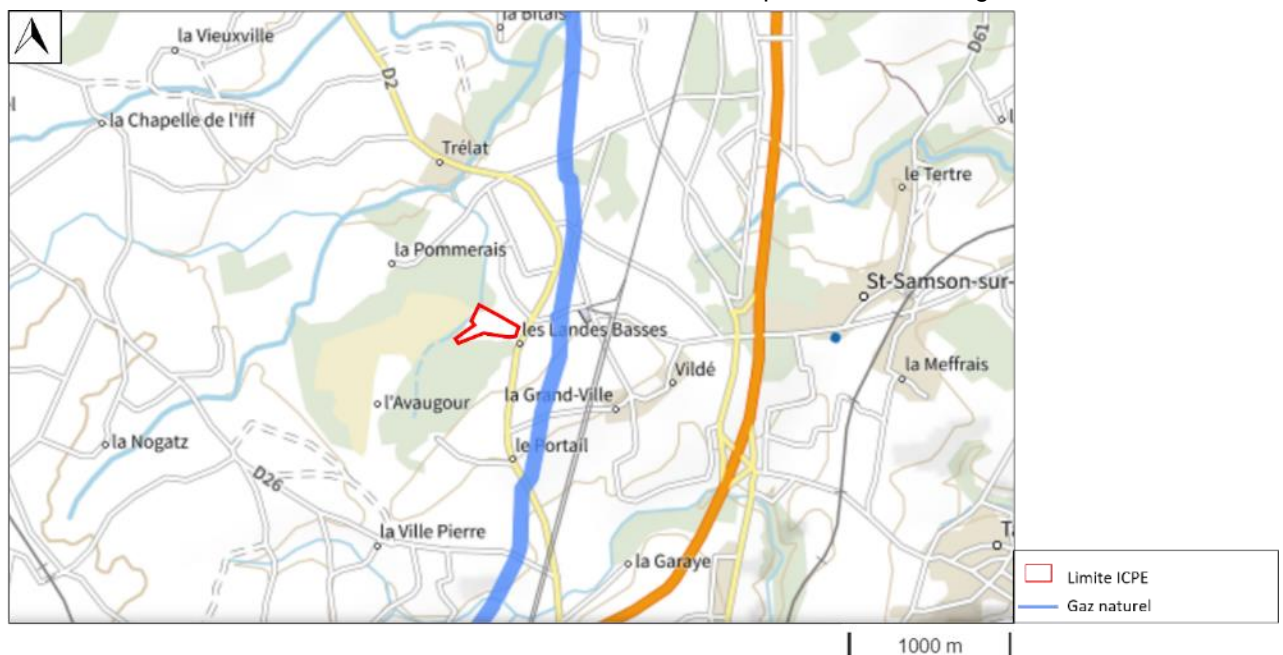 la Bitais
la Vieuxville
D61
D2
la Chapelle de l'Iff
Trélat
le Tertre
la Pommerais
St-Samson-sur-
les Landes Basses
la Meffrais
Vildé
la Grand-Ville
l'Avaugour
la Nogatz
le Portail
D26
la Ville Pierre
la Garaye
Limite ICPE
Gaz naturel
1000 m